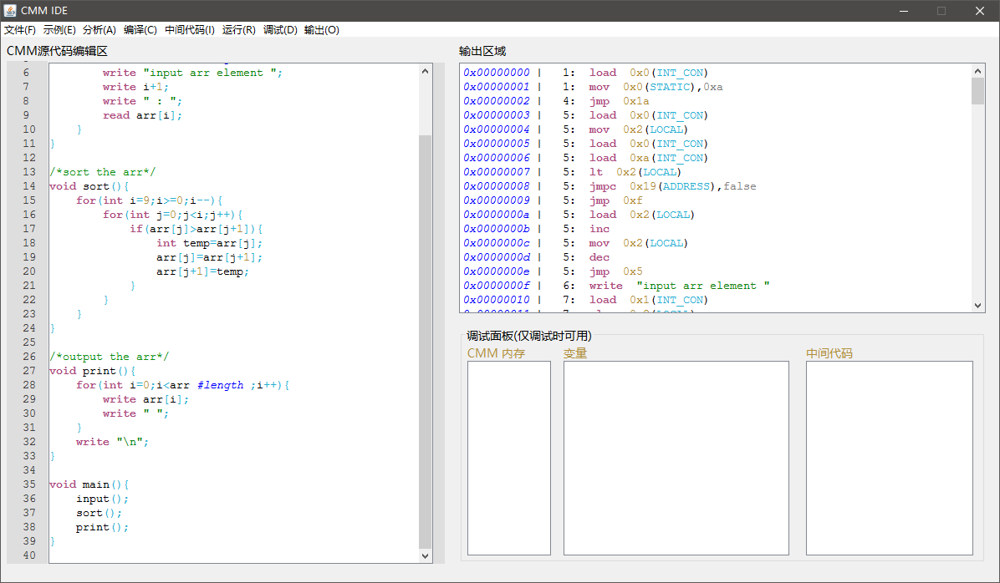 CMM IDE
文件(F) 示例(E) 分析(A) 编译(C) 中间代码(I) 运行(R) 调试(D) 输出(O)
CMM源代码编辑区
6         write "input arr element ";
7         write i+1;
8         write " : ";
9         read arr[i];
10     }
11 }
12
13 /*sort the arr*/
14 void sort(){
15     for(int i=9;i>=0;i--){
16         for(int j=0;j<i;j++){
17             if(arr[j]>arr[j+1]){
18                 int temp=arr[j];
19                 arr[j]=arr[j+1];
20                 arr[j+1]=temp;
21             }
22         }
23     }
24 }
25
26 /*output the arr*/
27 void print(){
28     for(int i=0;i<arr #length ;i++){
29         write arr[i];
30         write " ";
31     }
32     write "\n";
33 }
34
35 void main(){
36     input();
37     sort();
38     print();
39 }
40
输出区域
0x00000000 |   1:  load  0x0(INT_CON)
0x00000001 |   1:  mov  0x0(STATIC),0xa
0x00000002 |   4:  jmp  0x1a
0x00000003 |   5:  load  0x0(INT_CON)
0x00000004 |   5:  mov  0x2(LOCAL)
0x00000005 |   5:  load  0x0(INT_CON)
0x00000006 |   5:  load  0xa(INT_CON)
0x00000007 |   5:  lt  0x2(LOCAL)
0x00000008 |   5:  jmpc  0x19(ADDRESS),false
0x00000009 |   5:  jmp  0xf
0x0000000a |   5:  load  0x2(LOCAL)
0x0000000b |   5:  inc
0x0000000c |   5:  mov  0x2(LOCAL)
0x0000000d |   5:  dec
0x0000000e |   5:  jmp  0x5
0x0000000f |   6:  write  "input arr element "
0x00000010 |   7:  load  0x1(INT_CON)
调试面板(仅调试时可用)
CMM 内存
变量
中间代码